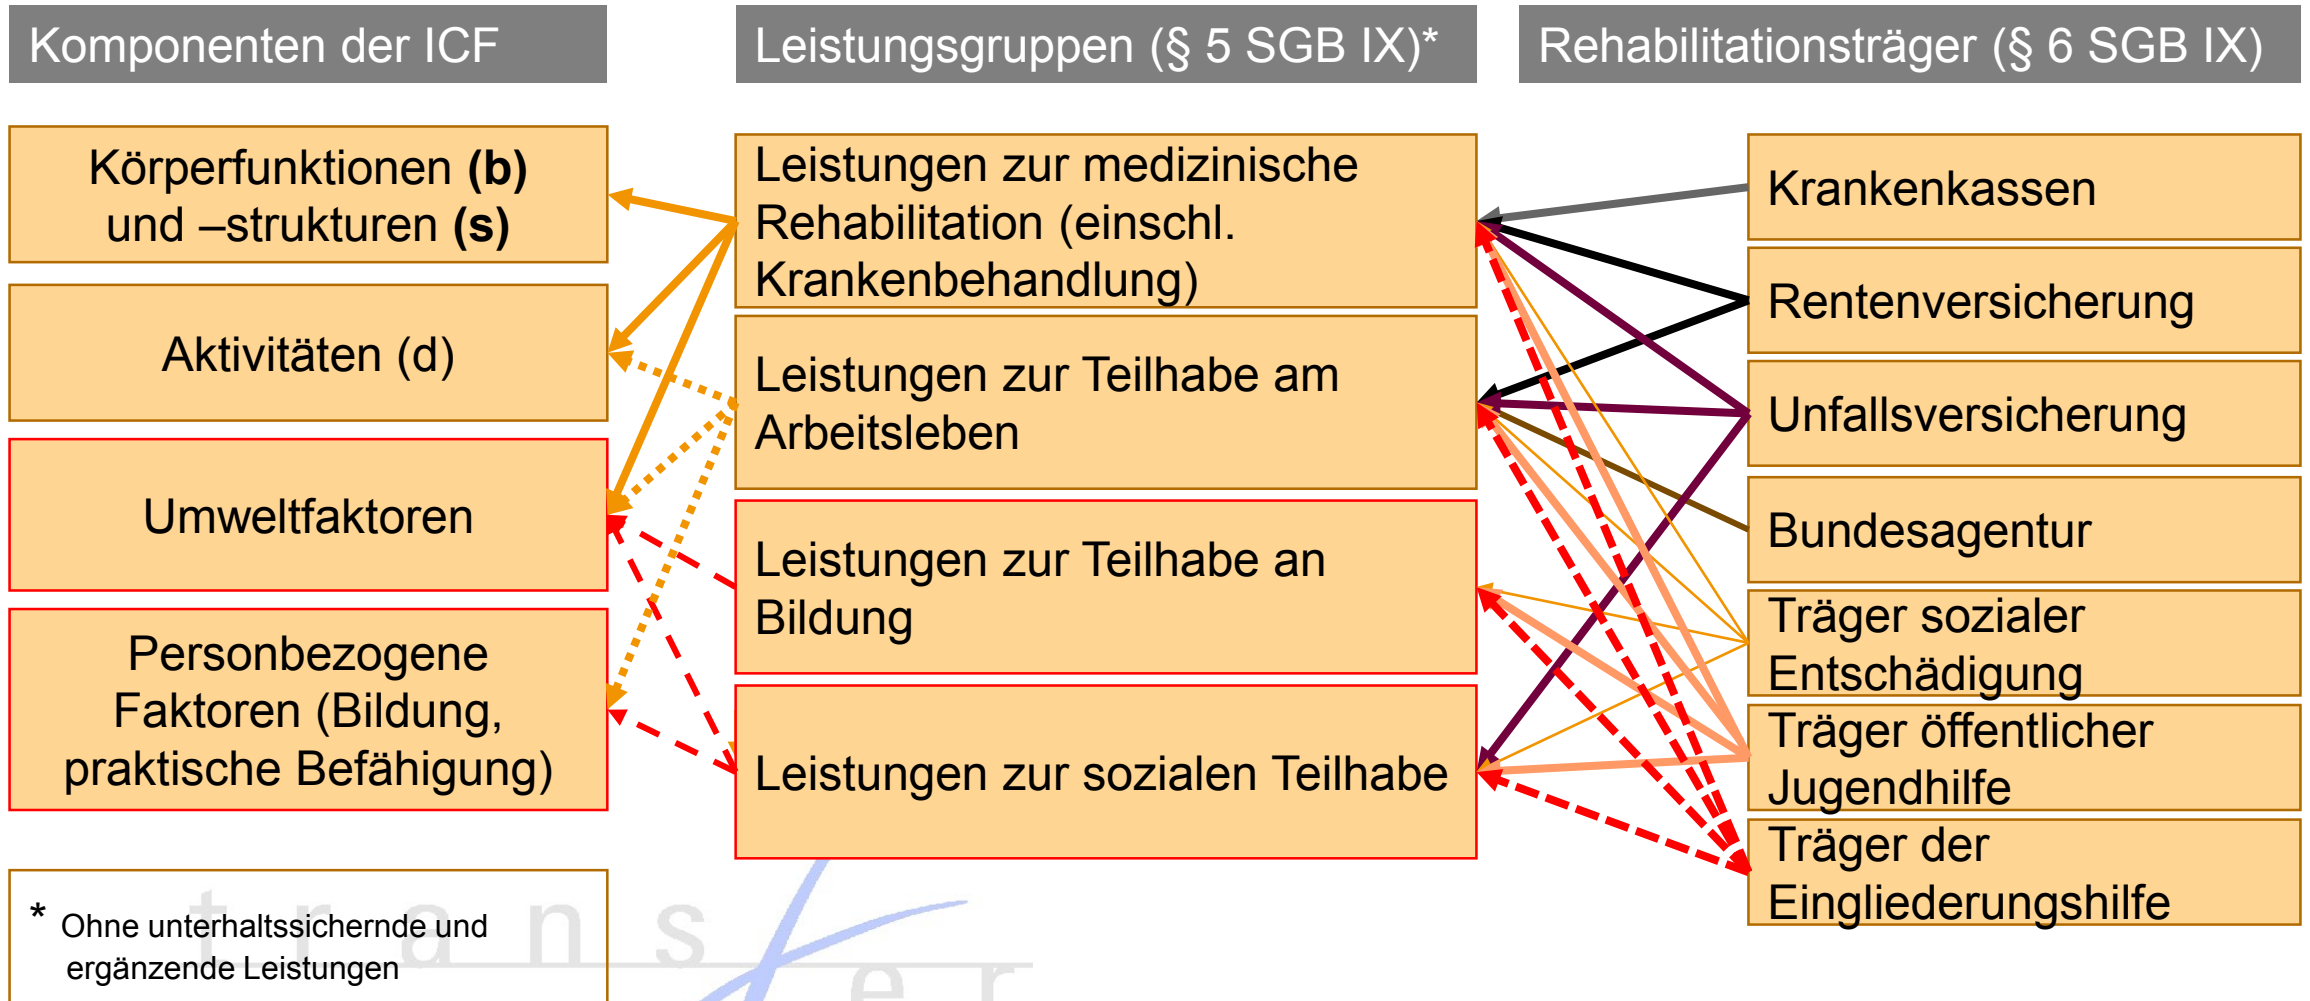 Komponenten der ICF
Leistungsgruppen (§ 5 SGB IX)*
Rehabilitationsträger (§ 6 SGB IX)
Körperfunktionen (b)
und –strukturen (s)
Aktivitäten (d)
Umweltfaktoren
Personbezogene
Faktoren (Bildung,
praktische Befähigung)
* Ohne unterhaltssichernde und
ergänzende Leistungen
Leistungen zur medizinische
Rehabilitation (einschl.
Krankenbehandlung)
Leistungen zur Teilhabe am
Arbeitsleben
Leistungen zur Teilhabe an
Bildung
Leistungen zur sozialen Teilhabe
Krankenkassen
Rentenversicherung
Unfallsversicherung
Bundesagentur
Träger sozialer
Entschädigung
Träger öffentlicher
Jugendhilfe
Träger der
Eingliederungshilfe
trans
er